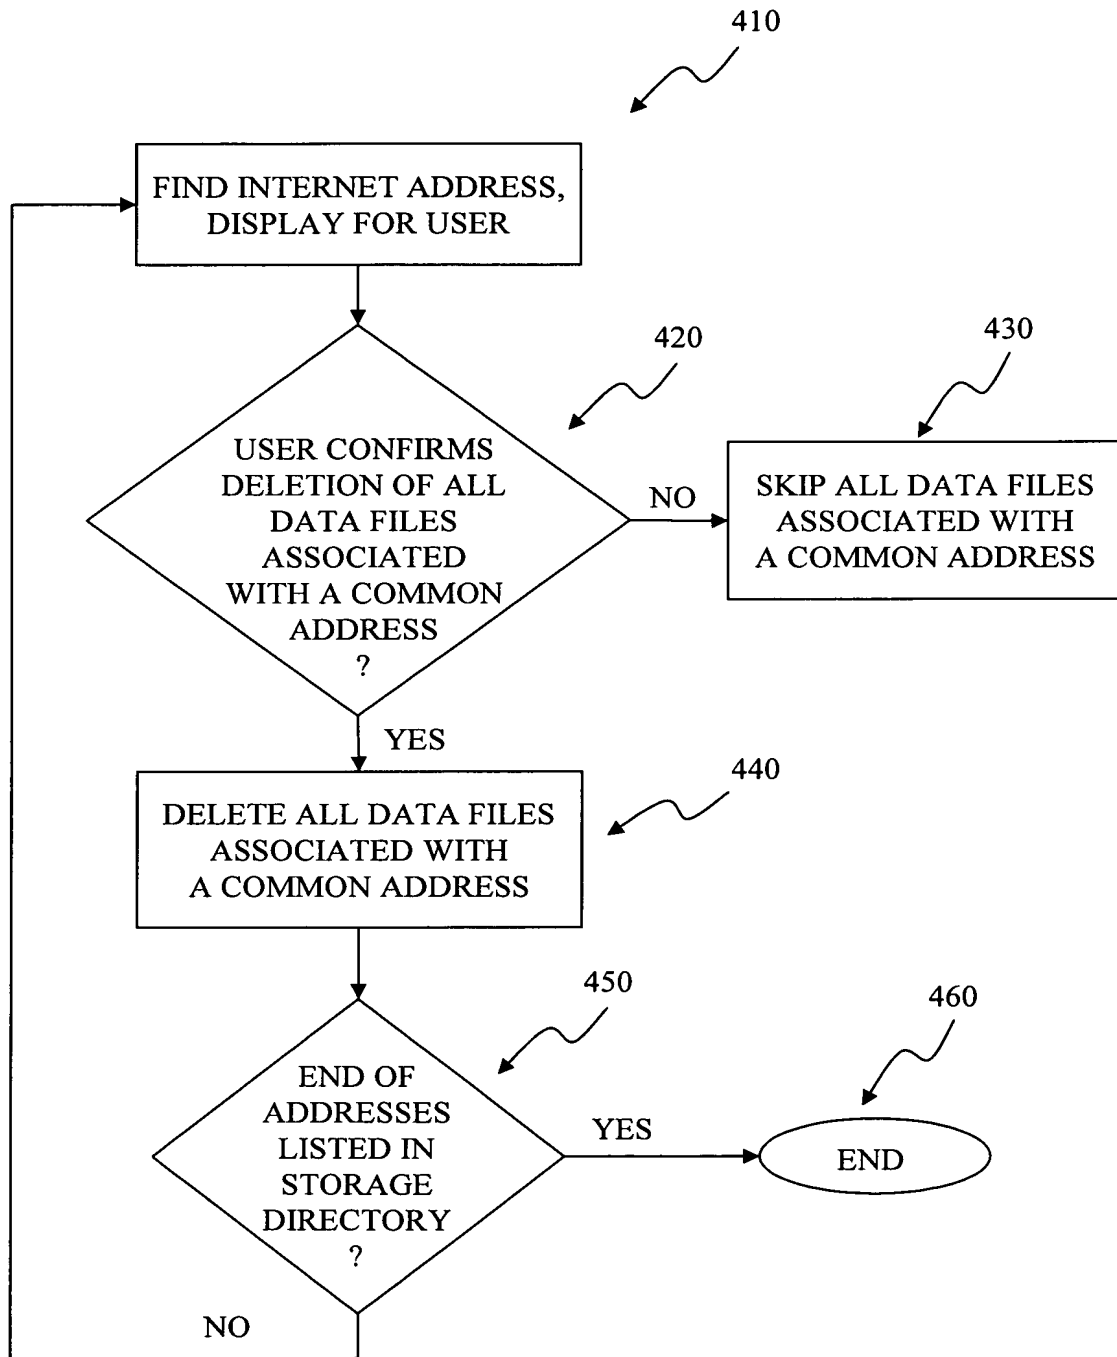 410
FIND INTERNET ADDRESS,
DISPLAY FOR USER
420
430
USER CONFIRMS
DELETION OF ALL
DATA FILES
ASSOCIATED
WITH A COMMON
ADDRESS
?
NO
SKIP ALL DATA FILES
ASSOCIATED WITH
A COMMON ADDRESS
YES
440
DELETE ALL DATA FILES
ASSOCIATED WITH
A COMMON ADDRESS
450
460
END OF
ADDRESSES
LISTED IN
STORAGE
DIRECTORY
?
YES
END
NO